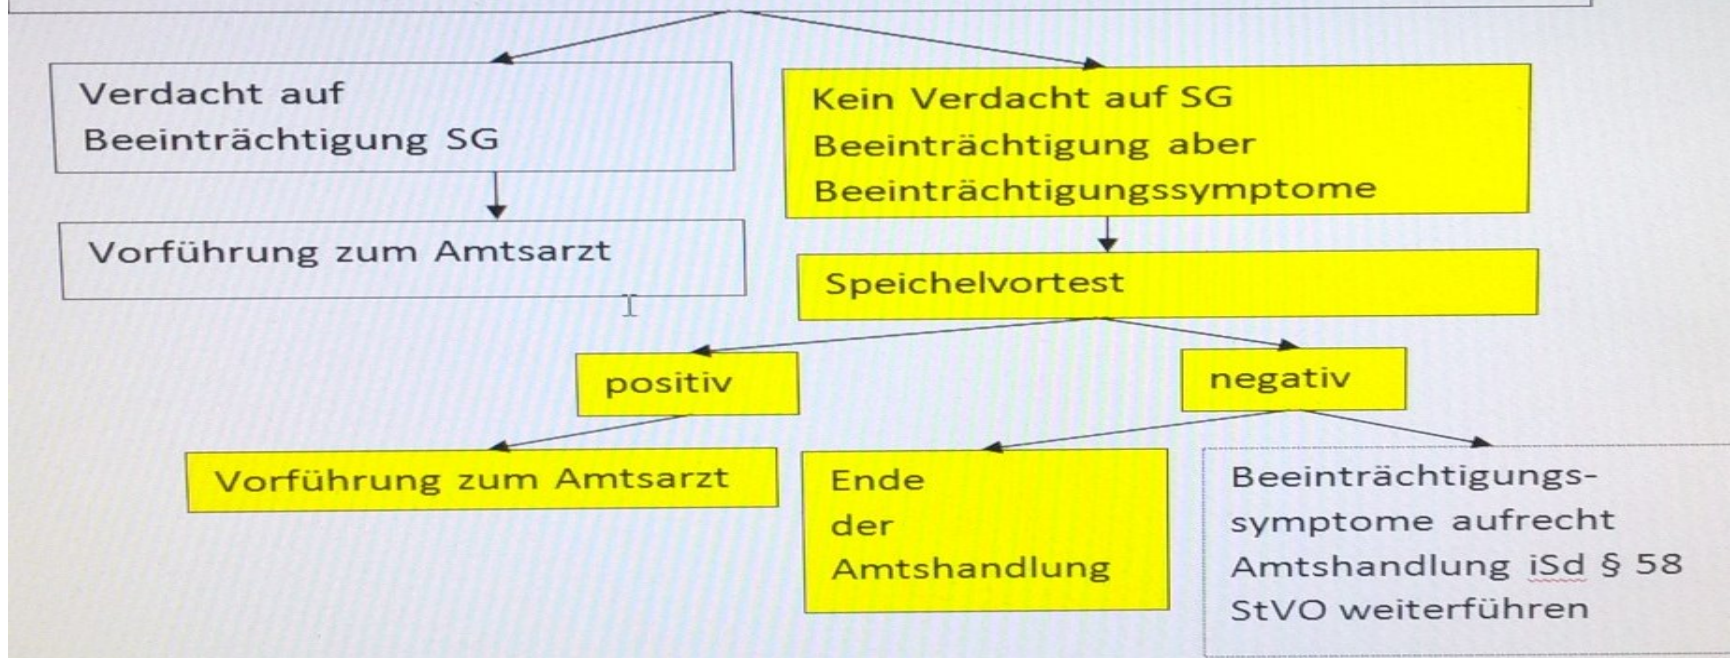 Verdacht auf
Beeinträchtigung SG
Kein Verdacht auf SG
Beeinträchtigung aber
Beeinträchtigungssymptome
Vorführung zum Amtsarzt
Speichelvortest
positiv
negativ
Vorführung zum Amtsarzt
Ende
der
Amtshandlung
Beeinträchtigungs-
symptome aufrecht
Amtshandlung iSd § 58
StVO weiterführen